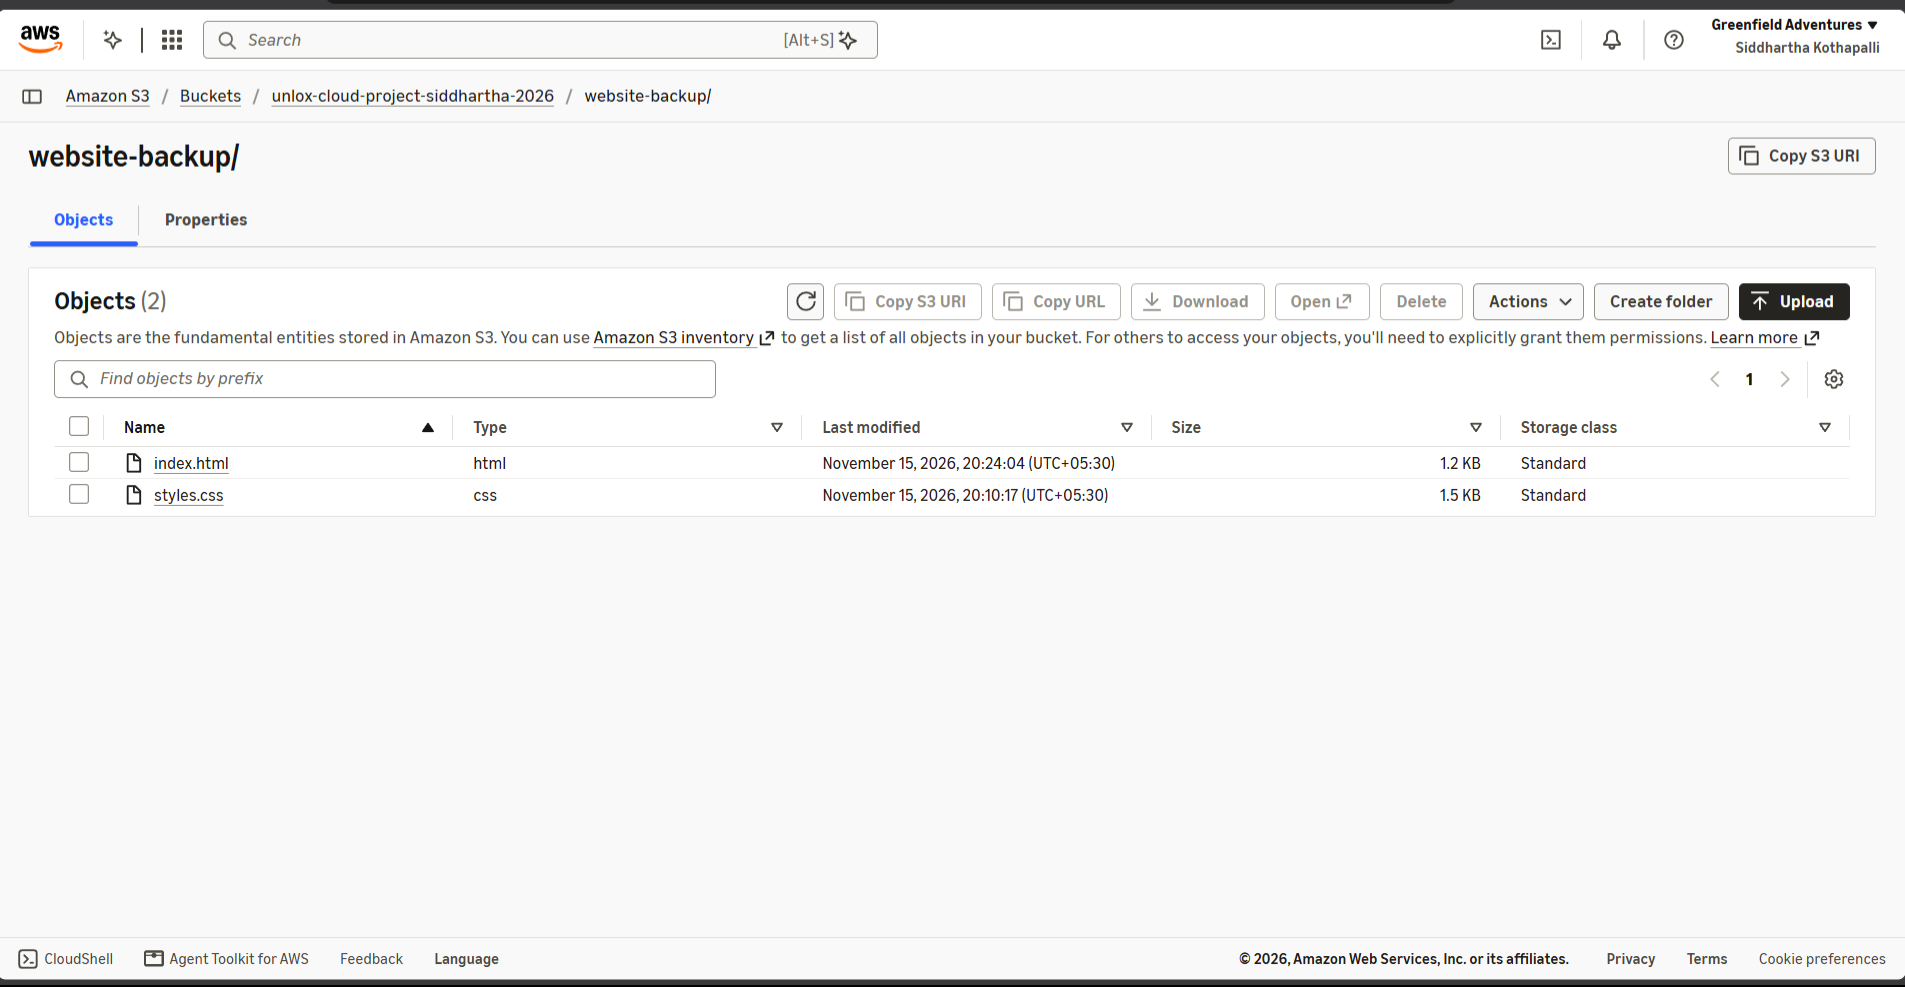 aws
Search [Alt+S]
Greenfield Adventures
Siddhartha Kothapalli
Amazon S3 / Buckets / unlox-cloud-project-siddhartha-2026 / website-backup/
website-backup/
Copy S3 URI
Objects Properties
Objects (2)
Copy S3 URI Copy URL Download Open Delete Actions Create folder Upload
Objects are the fundamental entities stored in Amazon S3. You can use Amazon S3 inventory to get a list of all objects in your bucket. For others to access your objects, you'll need to explicitly grant them permissions. Learn more
Find objects by prefix
1
Name Type Last modified Size Storage class
index.html html November 15, 2026, 20:24:04 (UTC+05:30) 1.2 KB Standard
styles.css css November 15, 2026, 20:10:17 (UTC+05:30) 1.5 KB Standard
CloudShell Agent Toolkit for AWS Feedback Language © 2026, Amazon Web Services, Inc. or its affiliates. Privacy Terms Cookie preferences